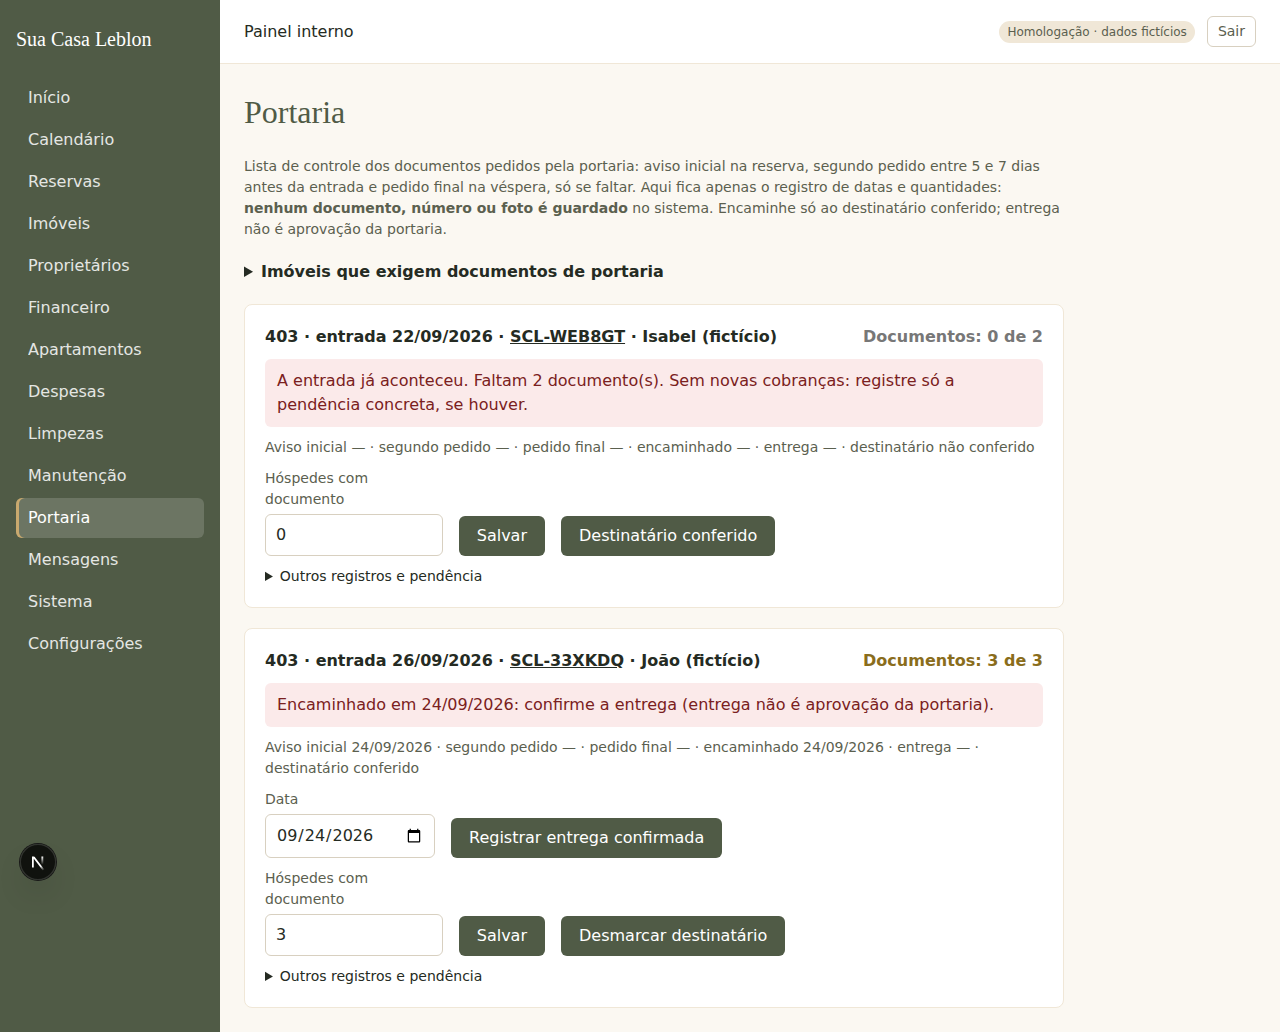 Sua Casa Leblon
Início
Calendário
Reservas
Imóveis
Proprietários
Financeiro
Apartamentos
Despesas
Limpezas
Manutenção
Portaria
Mensagens
Sistema
Configurações
N
Painel interno
Homologação · dados fictícios
Sair
Portaria
Lista de controle dos documentos pedidos pela portaria: aviso inicial na reserva, segundo pedido entre 5 e 7 dias
antes da entrada e pedido final na véspera, só se faltar. Aqui fica apenas o registro de datas e quantidades:
nenhum documento, número ou foto é guardado no sistema. Encaminhe só ao destinatário conferido; entrega
não é aprovação da portaria.
Imóveis que exigem documentos de portaria
403 · entrada 22/09/2026 · SCL-WEB8GT · Isabel (fictício)
Documentos: 0 de 2
A entrada já aconteceu. Faltam 2 documento(s). Sem novas cobranças: registre só a
pendência concreta, se houver.
Aviso inicial — · segundo pedido — · pedido final — · encaminhado — · entrega — · destinatário não conferido
Hóspedes com
documento
0
Salvar
Destinatário conferido
Outros registros e pendência
403 · entrada 26/09/2026 · SCL-33XKDQ · João (fictício)
Documentos: 3 de 3
Encaminhado em 24/09/2026: confirme a entrega (entrega não é aprovação da portaria).
Aviso inicial 24/09/2026 · segundo pedido — · pedido final — · encaminhado 24/09/2026 · entrega — ·
destinatário conferido
Data
09/24/2026
Registrar entrega confirmada
Hóspedes com
documento
3
Salvar
Desmarcar destinatário
Outros registros e pendência